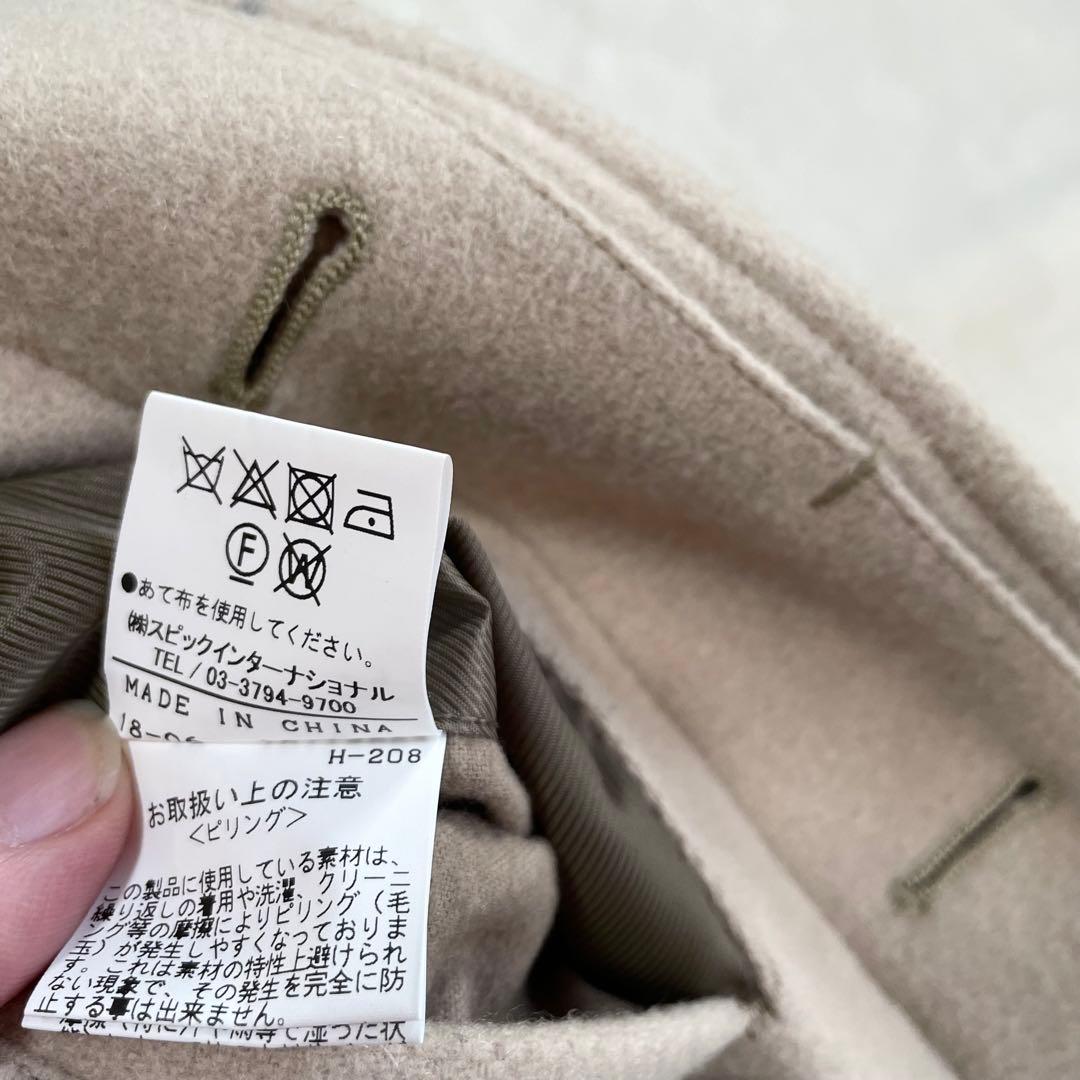 F W
●あて布を使用してください。
㈱スピックインターナショナル
TEL/03-3794-9700
MADE IN CHINA
H-208
お取扱い上の注意
<ピリング>
この製品に使用している素材は、
繰り返しの着用や洗濯、クリーニ
ング等の摩擦によりピリング(毛
玉)が発生しやすくなっておりま
す。これは素材の特性上避けられ
ない現象で、その発生を完全に防
止する事は出来ません。